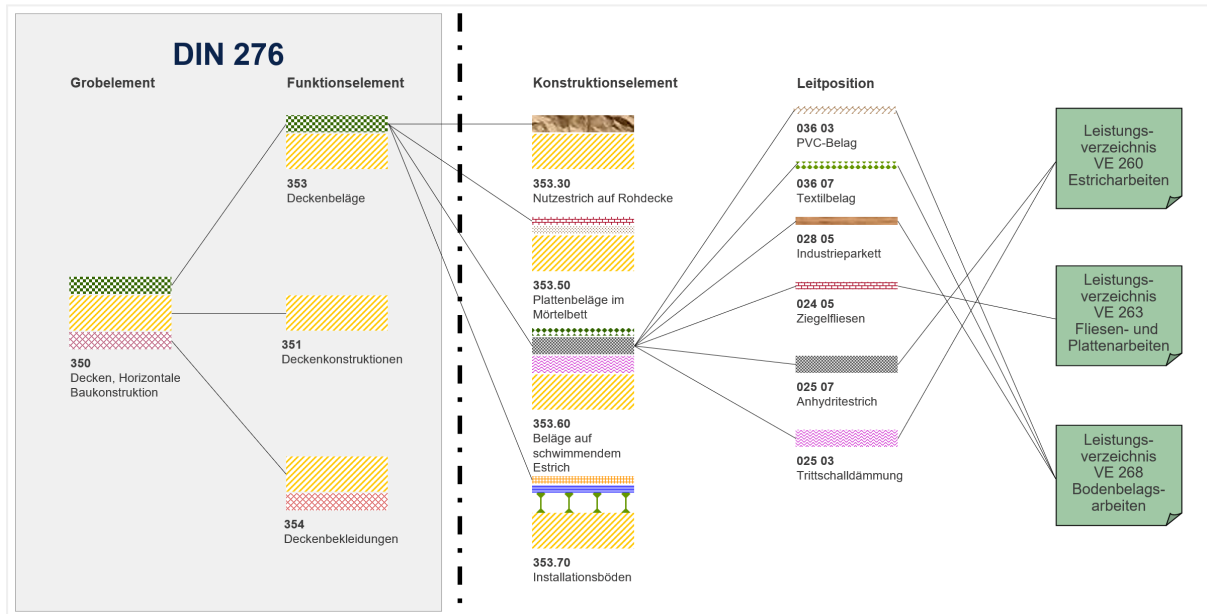 DIN 276
Grobelement
Funktionselement
Konstruktionselement
Leitposition
350
Decken, Horizontale
Baukonstruktion
353
Deckenbeläge
351
Deckenkonstruktionen
354
Deckenbekleidungen
353.30
Nutzestrich auf Rohdecke
353.50
Plattenbeläge im
Mörtelbett
353.60
Beläge auf
schwimmendem
Estrich
353.70
Installationsböden
036 03
PVC-Belag
036 07
Textilbelag
028 05
Industrieparkett
024 05
Ziegelfliesen
025 07
Anhydritestrich
025 03
Trittschalldämmung
Leistungs-
verzeichnis
VE 260
Estricharbeiten
Leistungs-
verzeichnis
VE 263
Fliesen- und
Plattenarbeiten
Leistungs-
verzeichnis
VE 268
Bodenbelags-
arbeiten